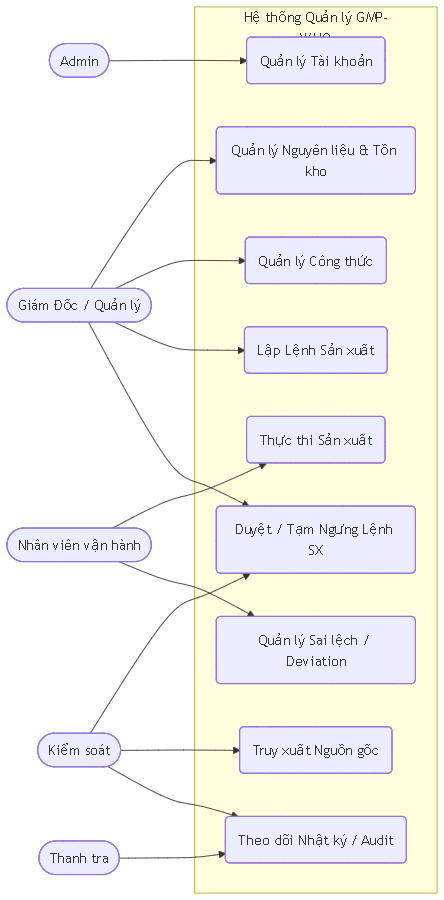 Hệ thống Quản lý GMP-
WHO
Admin
Quản lý Tài khoản
Quản lý Nguyên liệu & Tồn
kho
Quản lý Công thức
Giám Đốc / Quản lý
Lập Lệnh Sản xuất
Thực thi Sản xuất
Nhân viên vận hành
Duyệt / Tạm Ngưng Lệnh
SX
Quản lý Sai lệch /
Deviation
Kiểm soát
Truy xuất Nguồn gốc
Theo dõi Nhật ký / Audit
Thanh tra